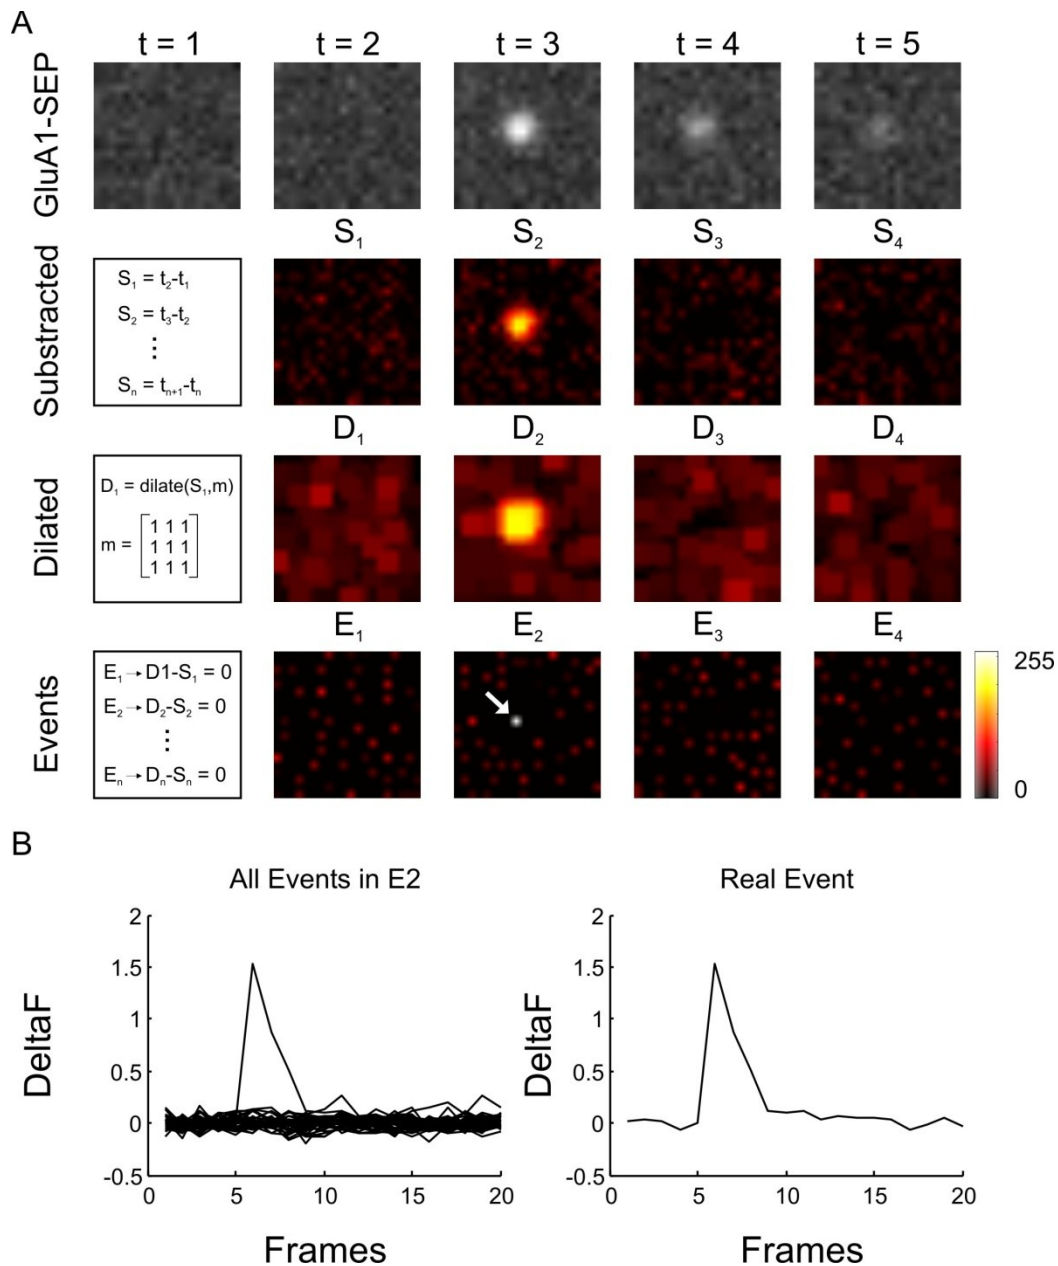 A
t = 1 t = 2 t = 3 t = 4 t = 5
GluA1-SEP
S1 S2 S3 S4
Substracted
S1 = t2-t1
S2 = t3-t2
⋮
Sn = tn+1-tn
D1 D2 D3 D4
Dilated
D1 = dilate(S1,m)
m = [1 1 1
1 1 1
1 1 1]
E1 E2 E3 E4
Events
E1→D1-S1 = 0
E2→D2-S2 = 0
⋮
En→Dn-Sn = 0
255
0
B
All Events in E2
DeltaF
2
1.5
1
0.5
0
-0.5
0 5 10 15 20
Frames
Real Event
DeltaF
2
1.5
1
0.5
0
-0.5
0 5 10 15 20
Frames